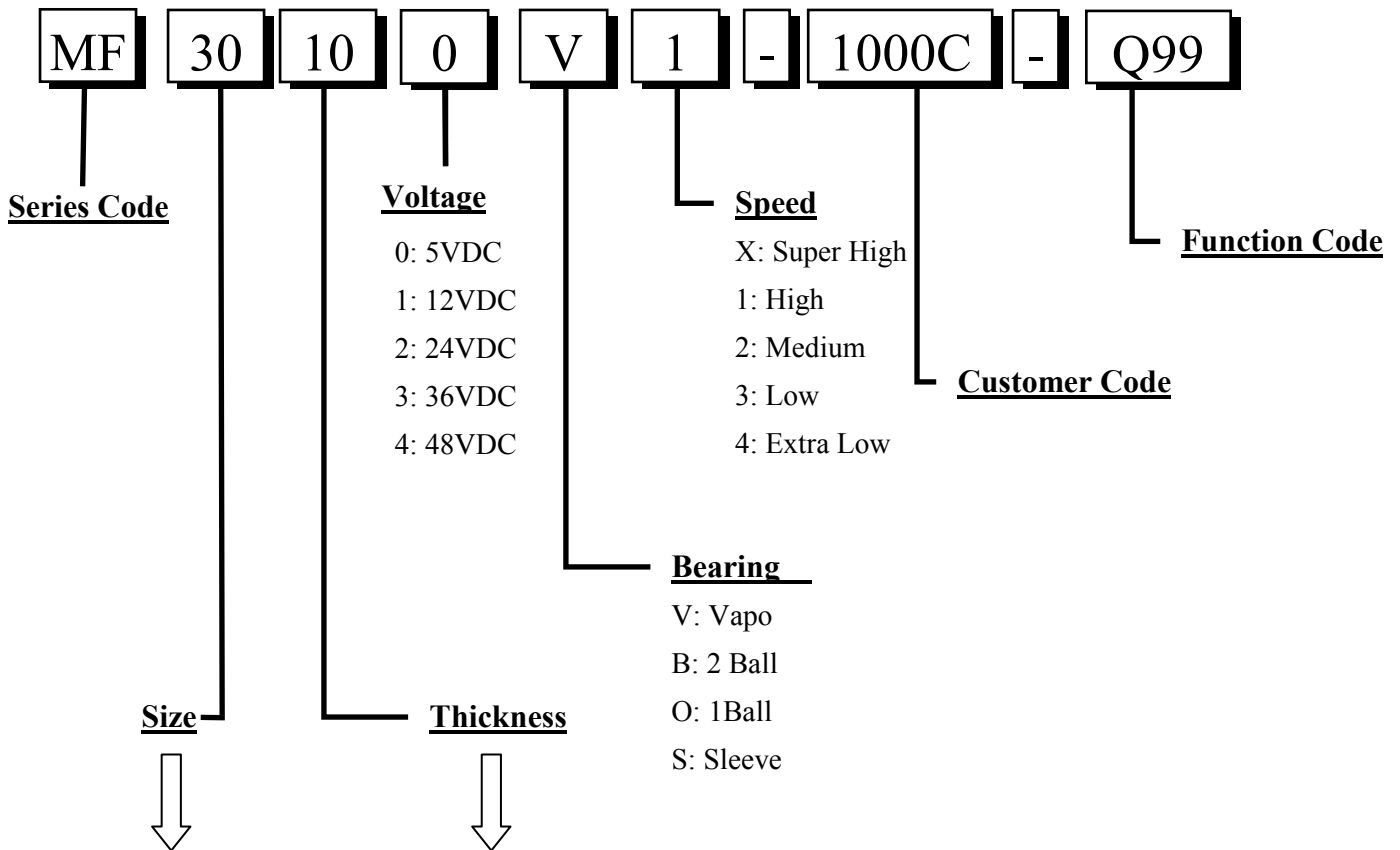 MF 30 10 0 V 1 - 1000C - Q99
Series Code
Voltage
0: 5VDC
1: 12VDC
2: 24VDC
3: 36VDC
4: 48VDC
Speed
X: Super High
1: High
2: Medium
3: Low
4: Extra Low
Function Code
Customer Code
Bearing
V: Vapo
B: 2 Ball
O: 1Ball
S: Sleeve
Size
Thickness